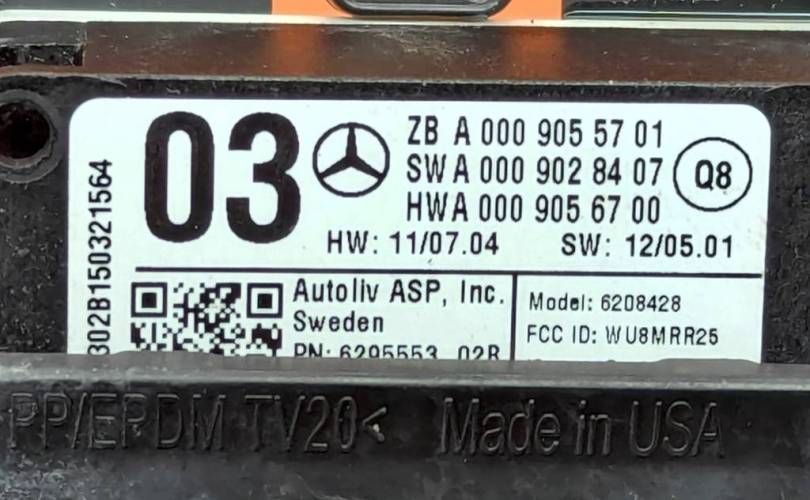 03
ZB A 000 905 57 01
SW A 000 902 84 07
HW A 000 905 67 00
Q8
HW: 11/07.04 SW: 12/05.01
302B150321564
Autoliv ASP, Inc.
Sweden
PN: 6295553 02B
Model: 6208428
FCC ID: WU8MRR25
PP/EPDM TV20< Made in USA